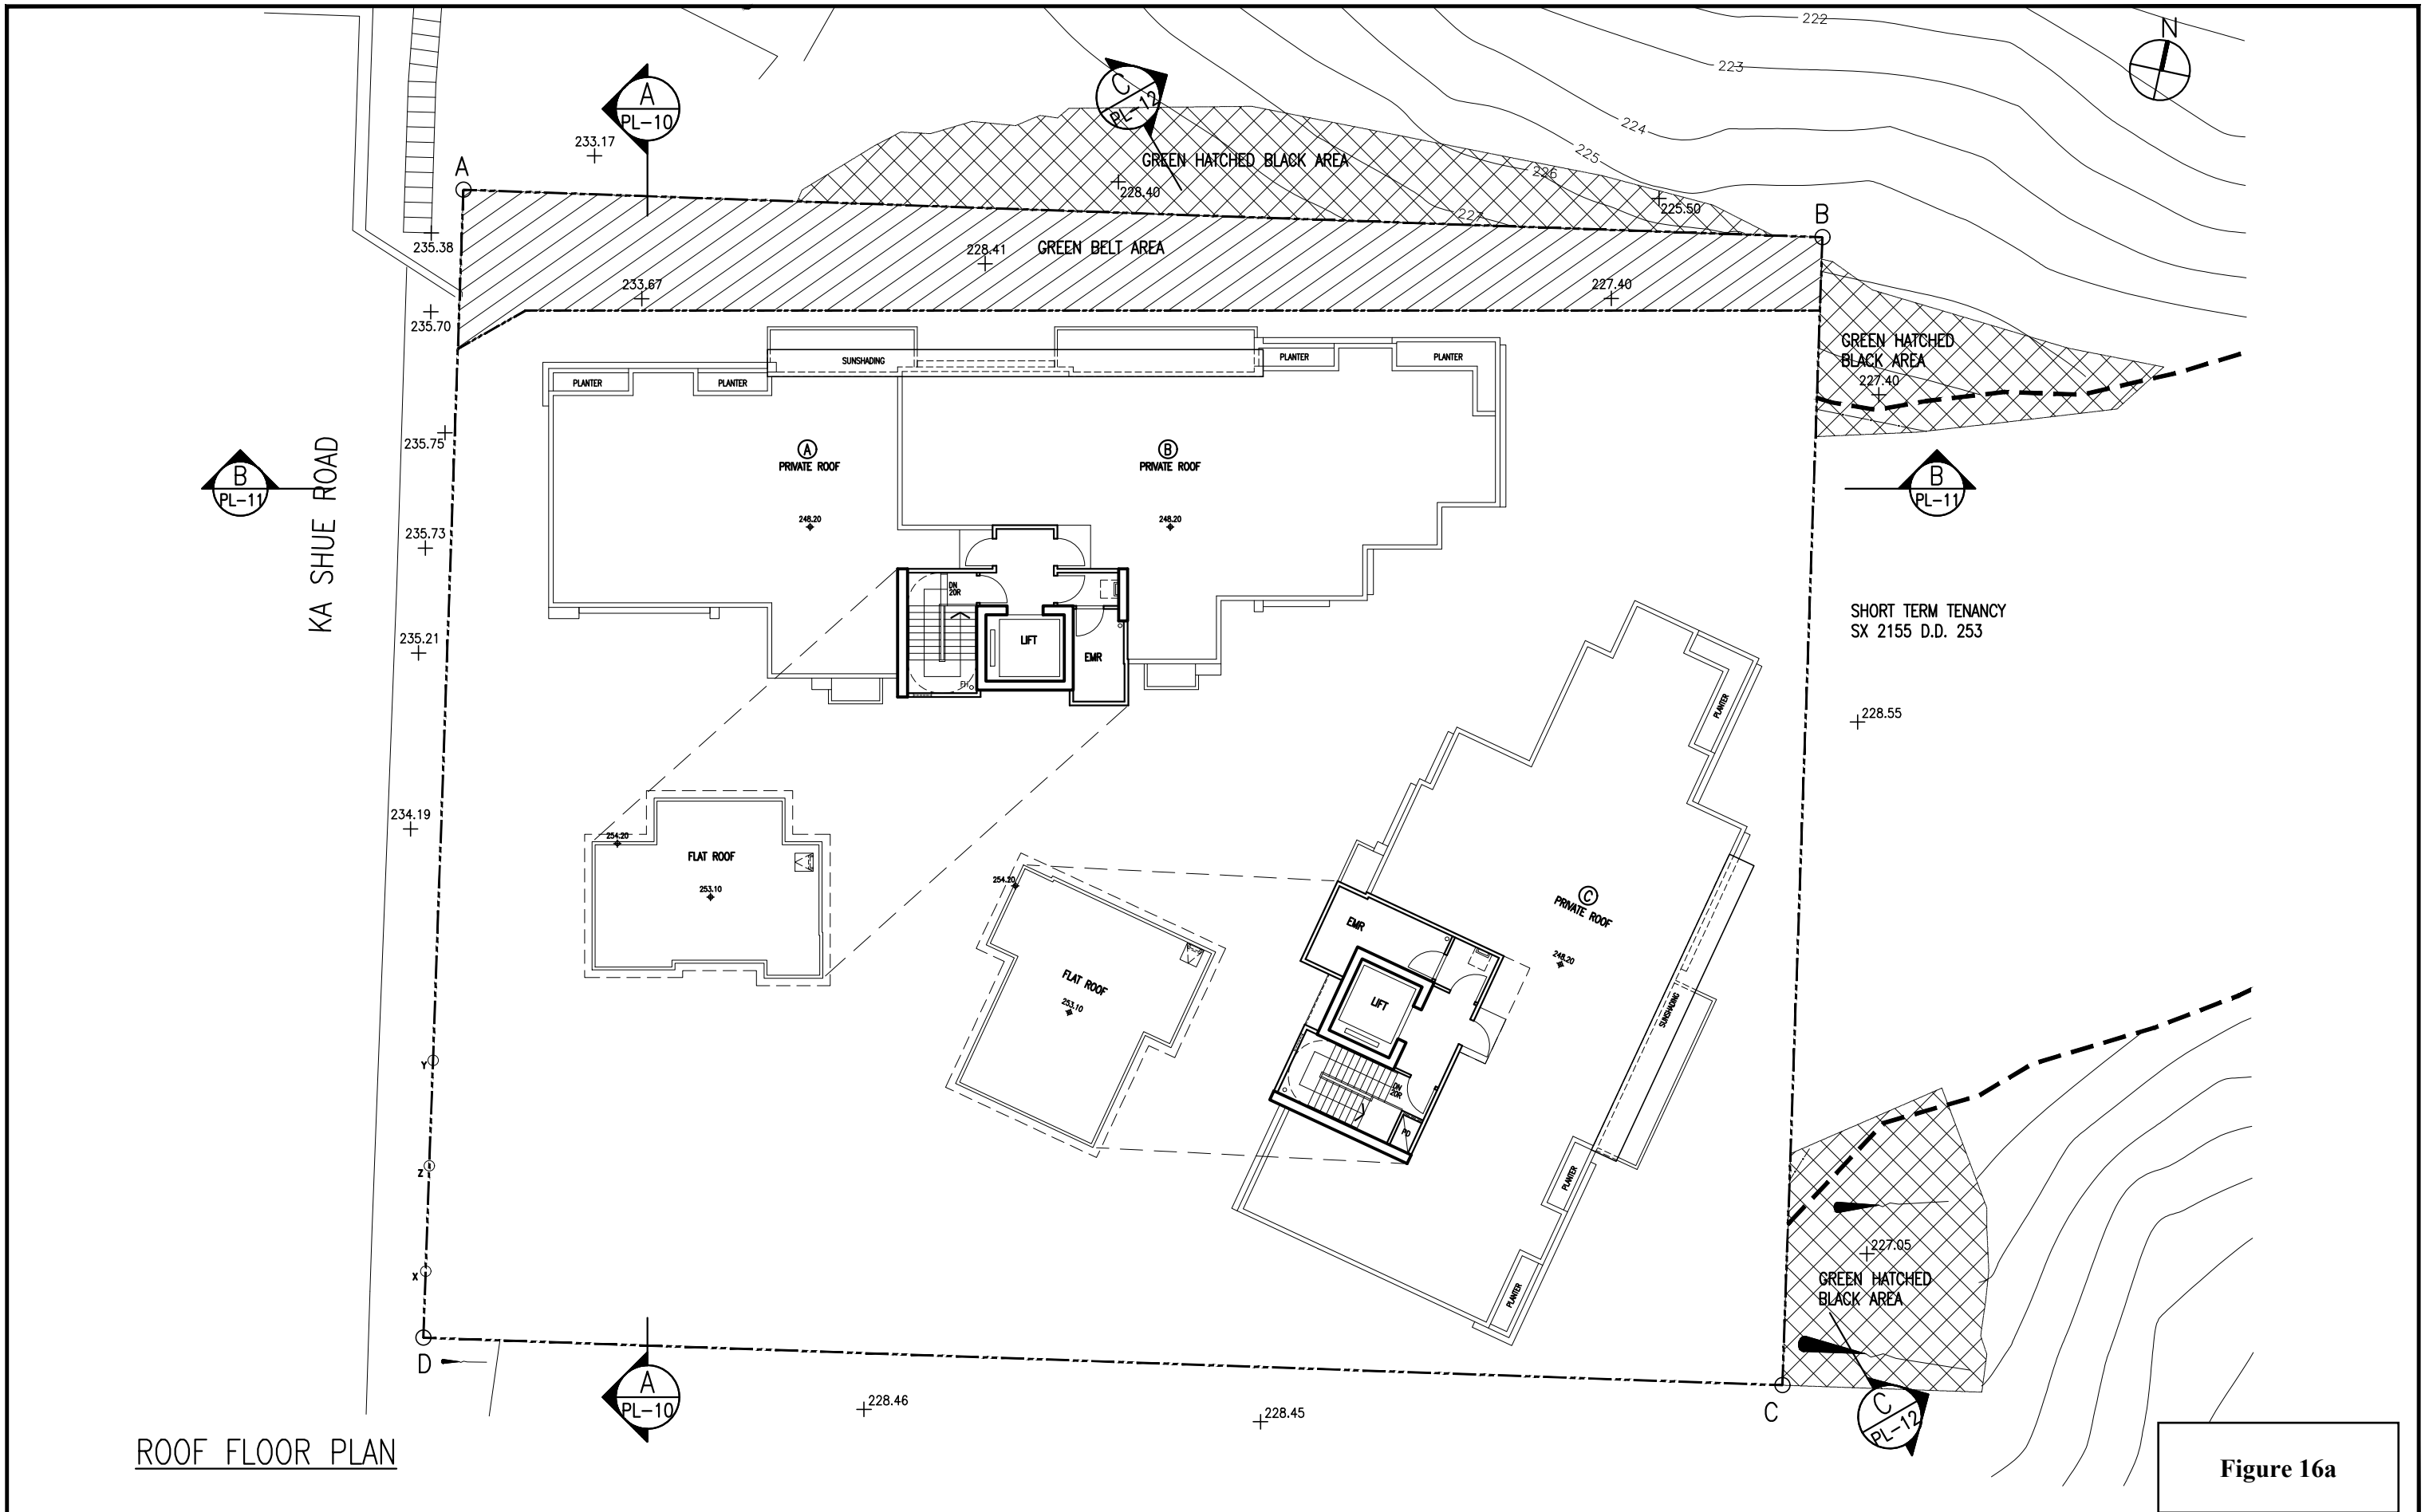 222
N
223
A
PL-10
C
PL-12
224
233.17
225
A
GREEN HATCHED BLACK AREA
226
228.40
225.50
B
227
235.38
228.41
GREEN BELT AREA
233.67
227.40
235.70
GREEN HATCHED
BLACK AREA
227.40
SUNSHADING
PLANTER
PLANTER
PLANTER
PLANTER
235.75
KA SHUE ROAD
A
PRIVATE ROOF
248.20
B
PRIVATE ROOF
248.20
B
PL-11
B
PL-11
235.73
DN
20R
LIFT
EMR
FH
235.21
SHORT TERM TENANCY
SX 2155 D.D. 253
PLANTER
228.55
234.19
254.20
FLAT ROOF
253.10
254.20
FLAT ROOF
253.10
C
PRIVATE ROOF
248.20
EMR
LIFT
SUNSHADING
DN
20R
PD
PLANTER
PLANTER
Y
Z
X
227.05
GREEN HATCHED
BLACK AREA
D
A
PL-10
228.46
228.45
C
C
PL-12
ROOF FLOOR PLAN
Figure 16a